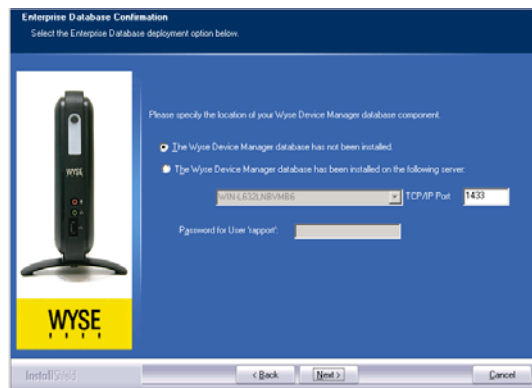 Enterprise Database Confirmation
Select the Enterprise Database deployment option below.
Please specify the location of your Wyse Device Manager database component.
The Wyse Device Manager database has not been installed.
The Wyse Device Manager database has been installed on the following server:
WIN-L632LNBVMB6
TCP/IP Port
1433
Password for User 'rapport':
WYSE
WYSE
InstallShield
< Back
Next >
Cancel